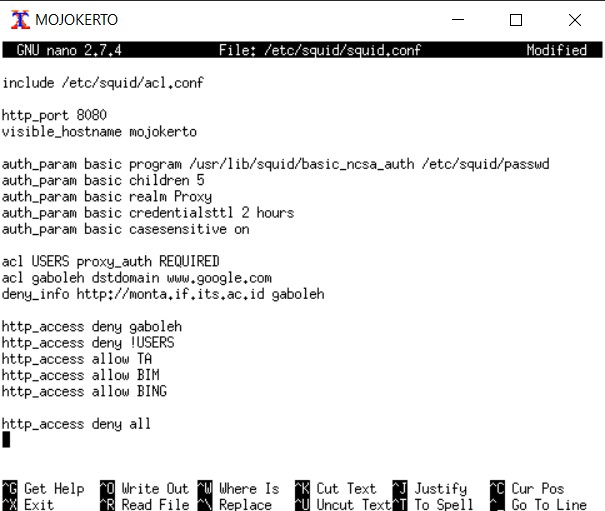 MOJOKERTO
GNU nano 2.7.4 File: /etc/squid/squid.conf Modified
include /etc/squid/acl.conf
http_port 8080
visible_hostname mojokerto
auth_param basic program /usr/lib/squid/basic_ncsa_auth /etc/squid/passwd
auth_param basic children 5
auth_param basic realm Proxy
auth_param basic credentialsttl 2 hours
auth_param basic casesensitive on
acl USERS proxy_auth REQUIRED
acl gaboleh dstdomain www.google.com
deny_info http://monta.if.its.ac.id gaboleh
http_access deny gaboleh
http_access deny !USERS
http_access allow TA
http_access allow BIM
http_access allow BING
http_access deny all
^G Get Help ^O Write Out ^W Where Is ^K Cut Text ^J Justify ^C Cur Pos
^X Exit ^R Read File ^\ Replace ^U Uncut Text ^T To Spell ^_ Go To Line